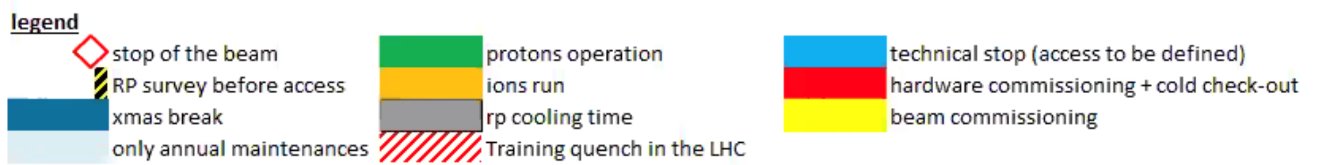 legend
stop of the beam protons operation technical stop (access to be defined)
RP survey before access ions run hardware commissioning + cold check-out
xmas break rp cooling time beam commissioning
only annual maintenances Training quench in the LHC